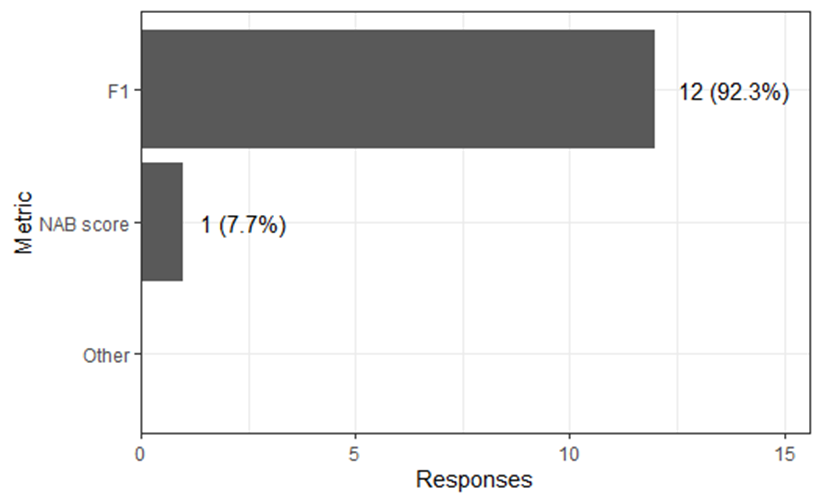 F1
12 (92.3%)
NAB score
1 (7.7%)
Other
Metric
0
5
10
15
Responses